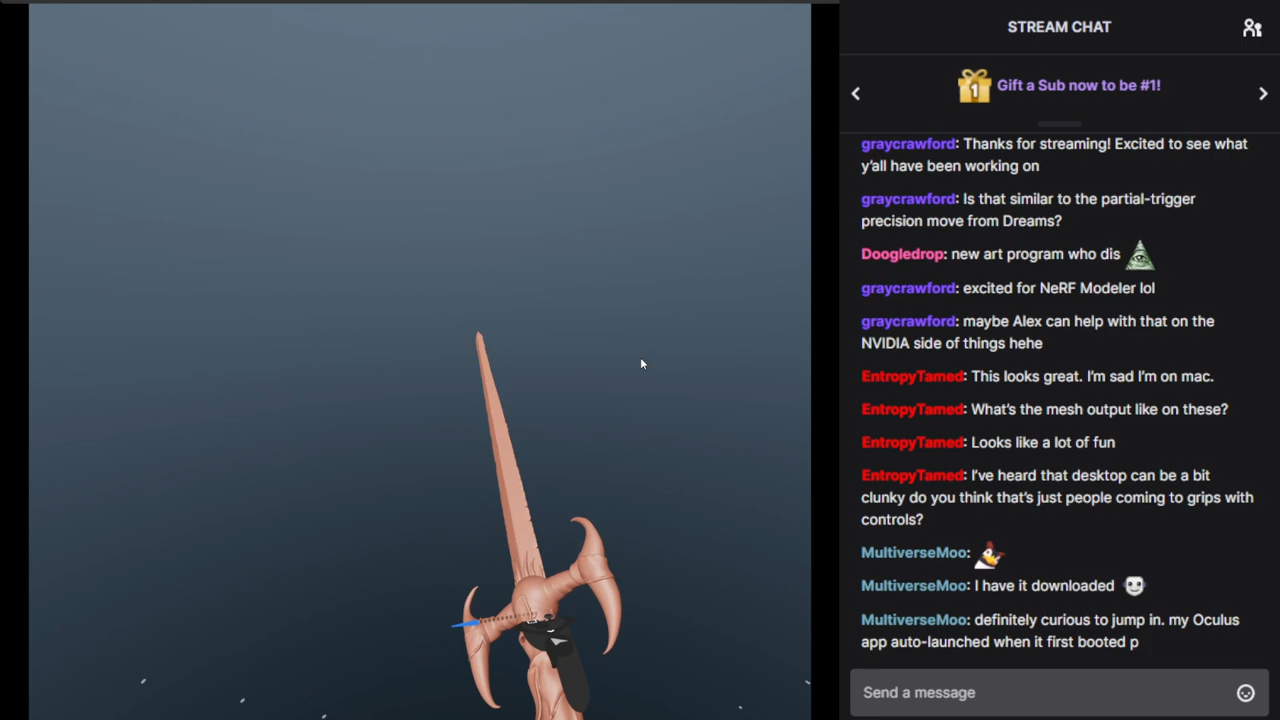 STREAM CHAT
1 Gift a Sub now to be #1!
graycrawford: Thanks for streaming! Excited to see what
y'all have been working on
graycrawford: Is that similar to the partial-trigger
precision move from Dreams?
Doogledrop: new art program who dis
graycrawford: excited for NeRF Modeler lol
graycrawford: maybe Alex can help with that on the
NVIDIA side of things hehe
EntropyTamed: This looks great. I'm sad I'm on mac.
EntropyTamed: What's the mesh output like on these?
EntropyTamed: Looks like a lot of fun
EntropyTamed: I've heard that desktop can be a bit
clunky do you think that's just people coming to grips with
controls?
MultiverseMoo:
MultiverseMoo: I have it downloaded
MultiverseMoo: definitely curious to jump in. my Oculus
app auto-launched when it first booted p
Send a message